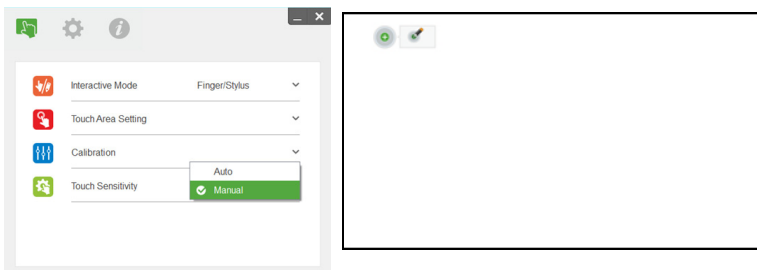 Interactive Mode Finger/Stylus
Touch Area Setting
Calibration
Auto
Touch Sensitivity
Manual